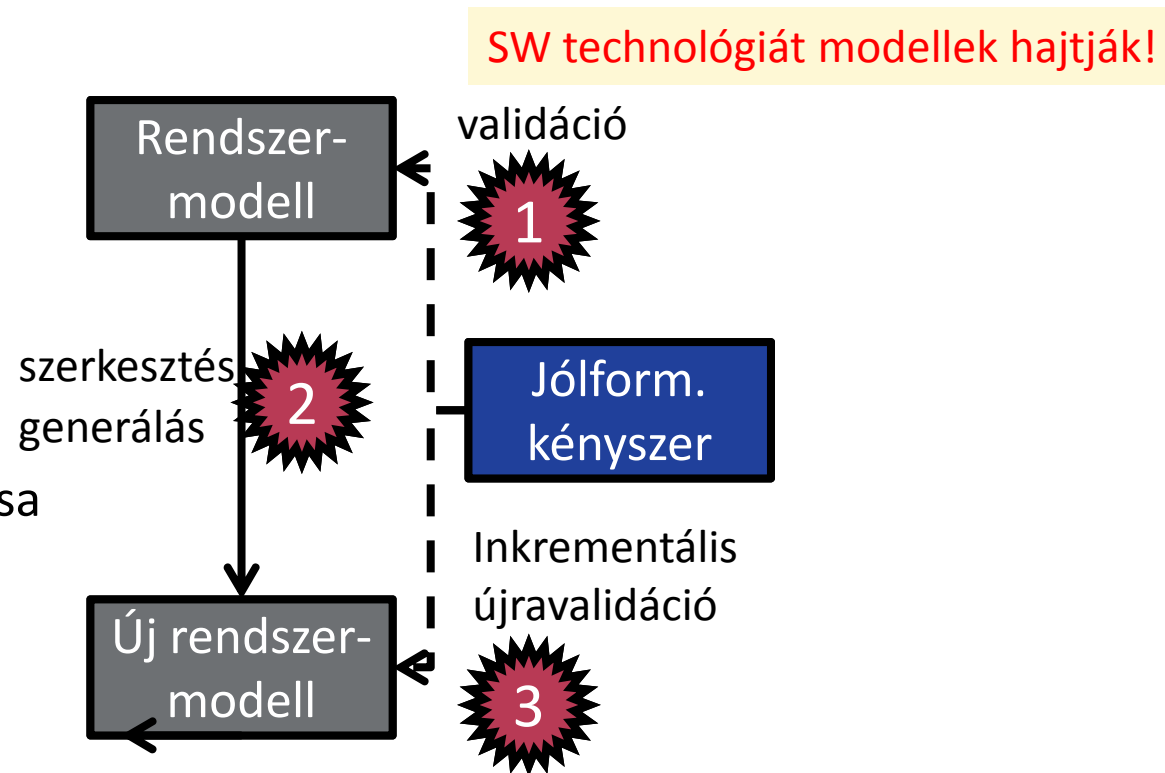 SW technológiát modellek hajtják!
Rendszer-
modell
validáció
1
szerkesztés
generálás
2
Jólform.
kényszer
sa
Inkrementális
újravalidáció
Új rendszer-
modell
3